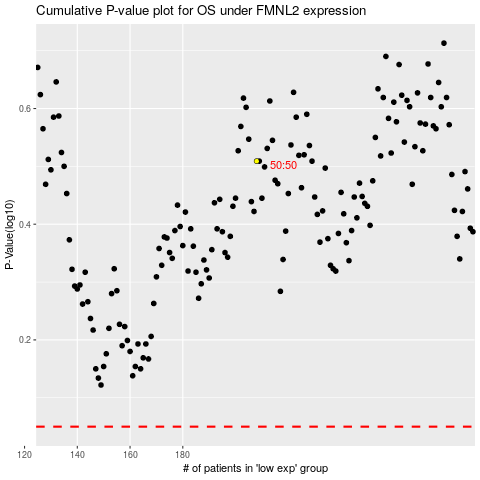 Cumulative P-value plot for OS under FMNL2 expression
P-Value(log10)
0.6
0.4
0.2
50:50
120 140 160 180
# of patients in 'low exp' group